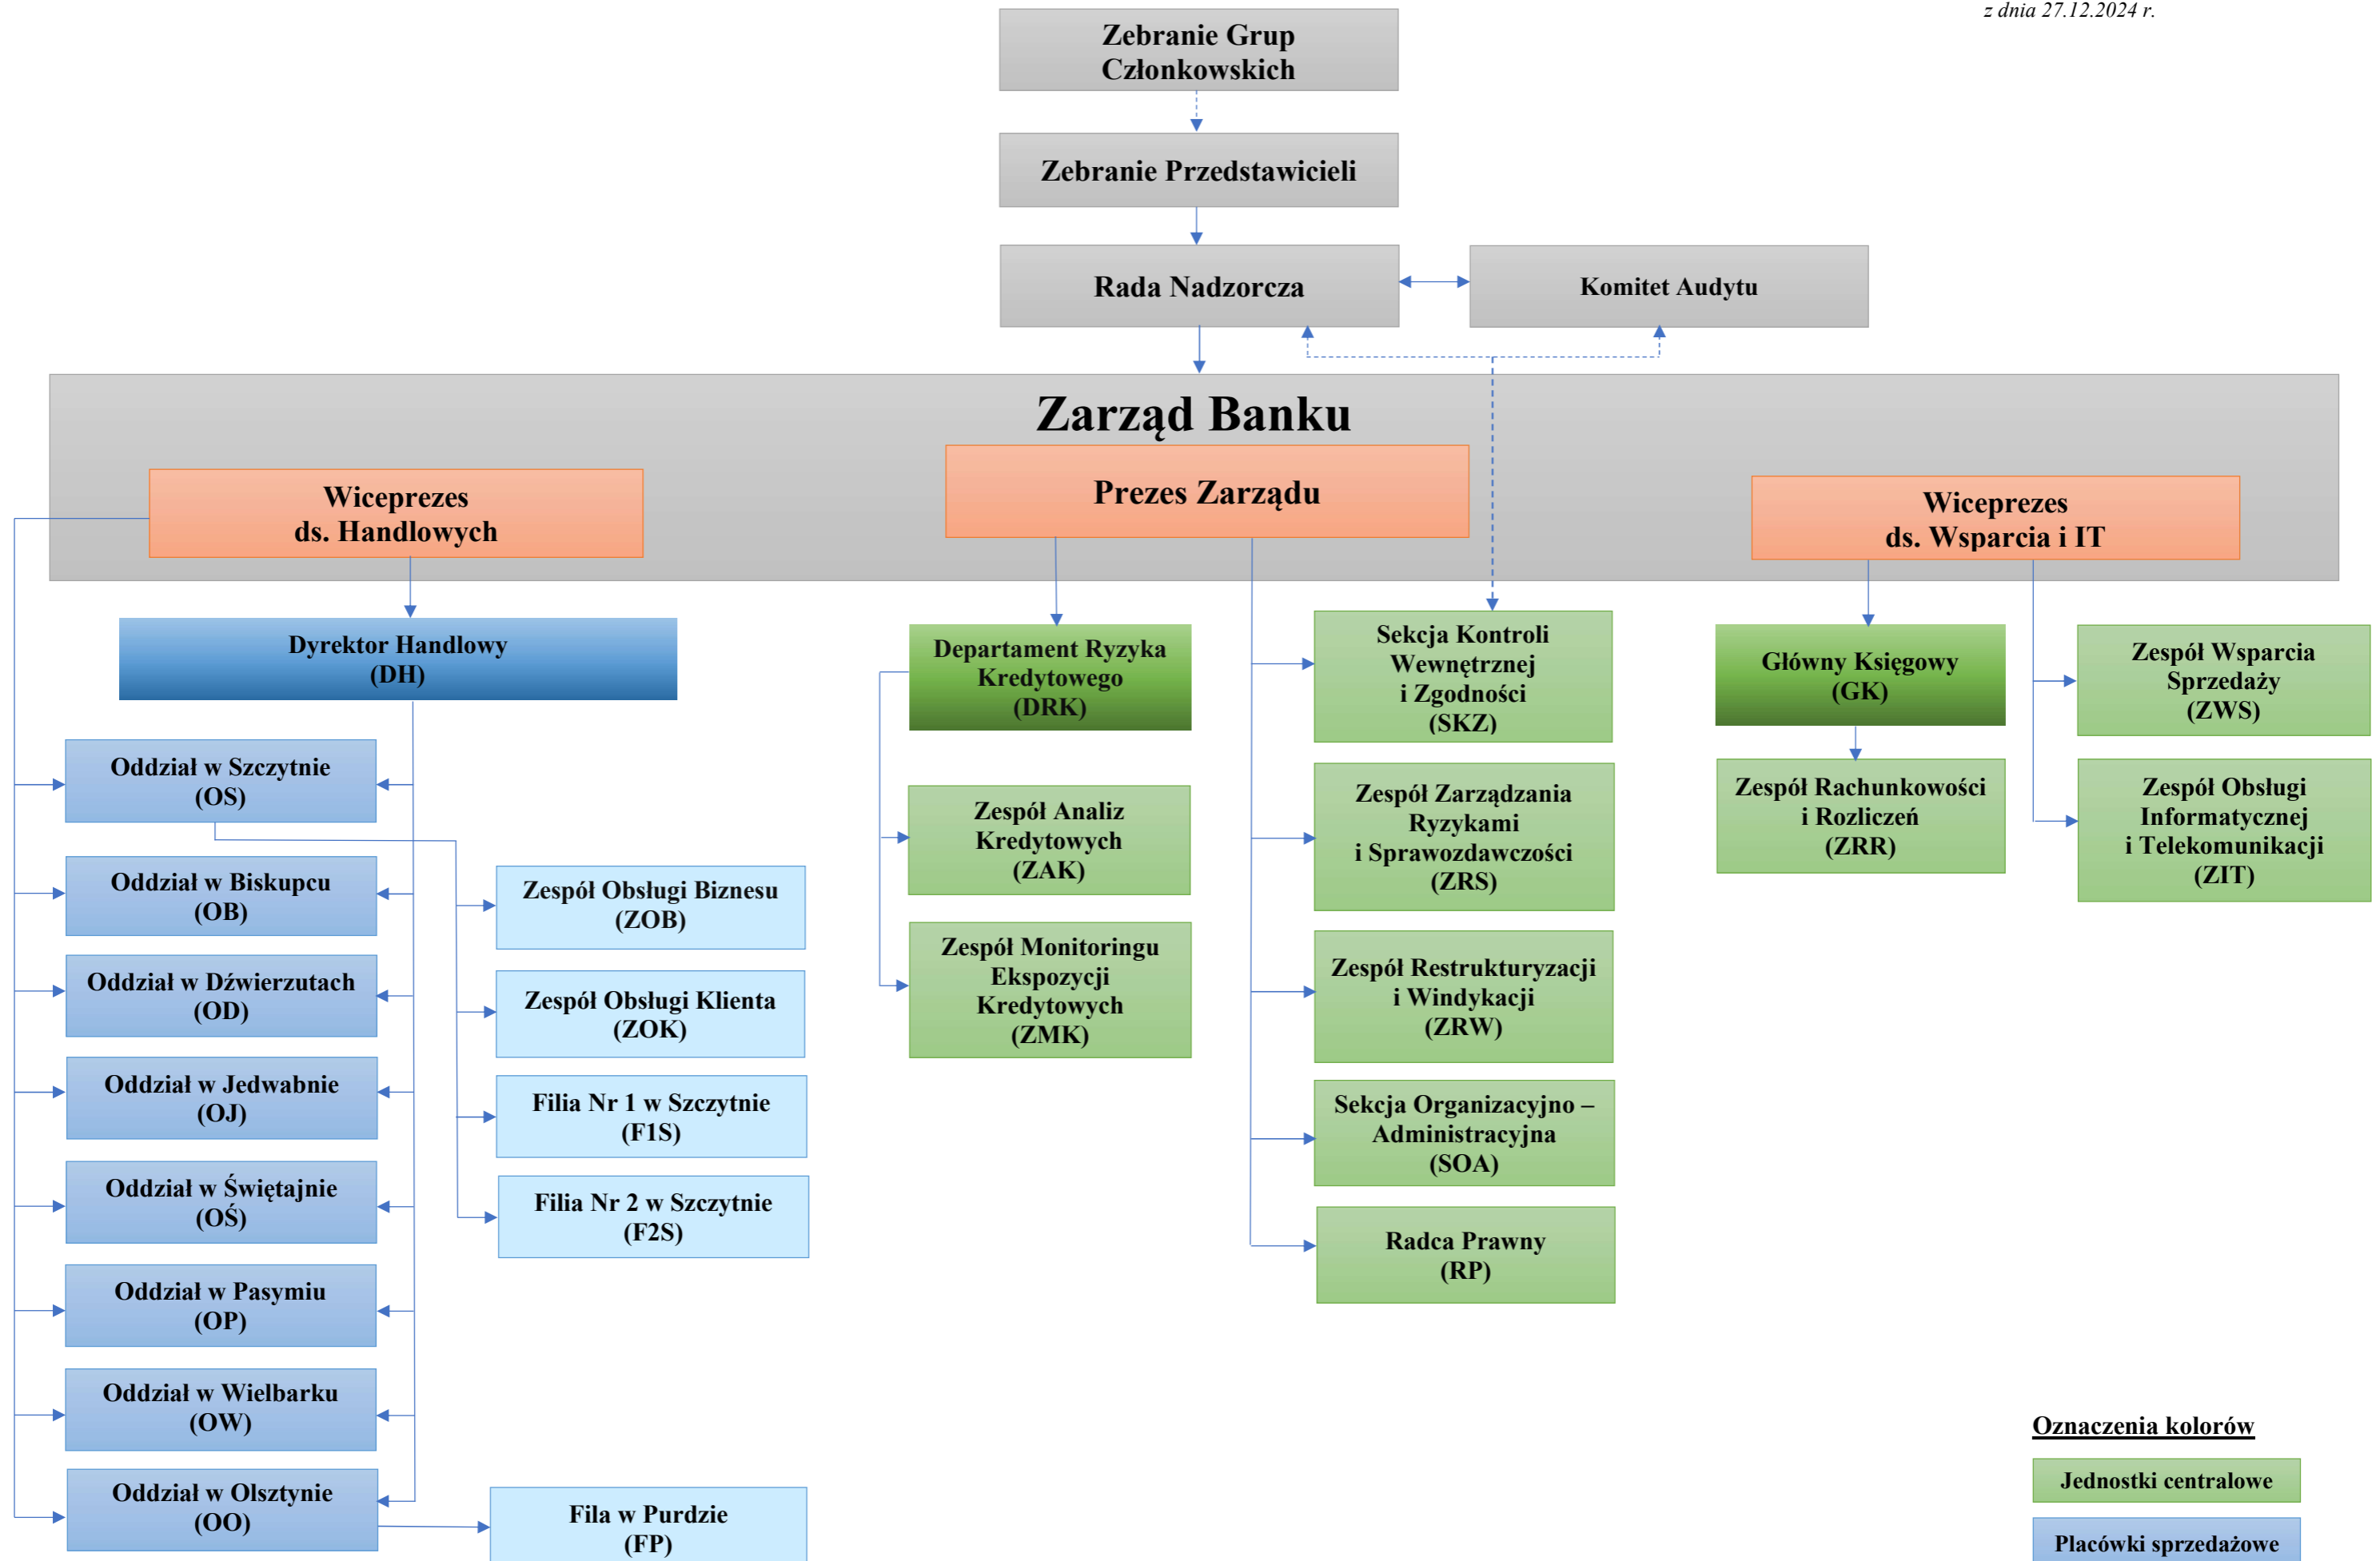 z dnia 27.12.2024 r.
Zebranie Grup
Członkowskich
Zebranie Przedstawicieli
Rada Nadzorcza
Komitet Audytu
Zarząd Banku
Wiceprezes
ds. Handlowych
Prezes Zarządu
Wiceprezes
ds. Wsparcia i IT
Dyrektor Handlowy
(DH)
Oddział w Szczytnie
(OS)
Oddział w Biskupcu
(OB)
Oddział w Dźwierzutach
(OD)
Oddział w Jedwabnie
(OJ)
Oddział w Świętajnie
(OŚ)
Oddział w Pasymiu
(OP)
Oddział w Wielbarku
(OW)
Oddział w Olsztynie
(OO)
Zespół Obsługi Biznesu
(ZOB)
Zespół Obsługi Klienta
(ZOK)
Filia Nr 1 w Szczytnie
(F1S)
Filia Nr 2 w Szczytnie
(F2S)
Fila w Purdzie
(FP)
Departament Ryzyka
Kredytowego
(DRK)
Zespół Analiz
Kredytowych
(ZAK)
Zespół Monitoringu
Ekspozycji
Kredytowych
(ZMK)
Sekcja Kontroli
Wewnętrznej
i Zgodności
(SKZ)
Zespół Zarządzania
Ryzykami
i Sprawozdawczości
(ZRS)
Zespół Restrukturyzacji
i Windykacji
(ZRW)
Sekcja Organizacyjno –
Administracyjna
(SOA)
Radca Prawny
(RP)
Główny Księgowy
(GK)
Zespół Rachunkowości
i Rozliczeń
(ZRR)
Zespół Wsparcia
Sprzedaży
(ZWS)
Zespół Obsługi
Informatycznej
i Telekomunikacji
(ZIT)
Oznaczenia kolorów
Jednostki centralowe
Placówki sprzedażowe